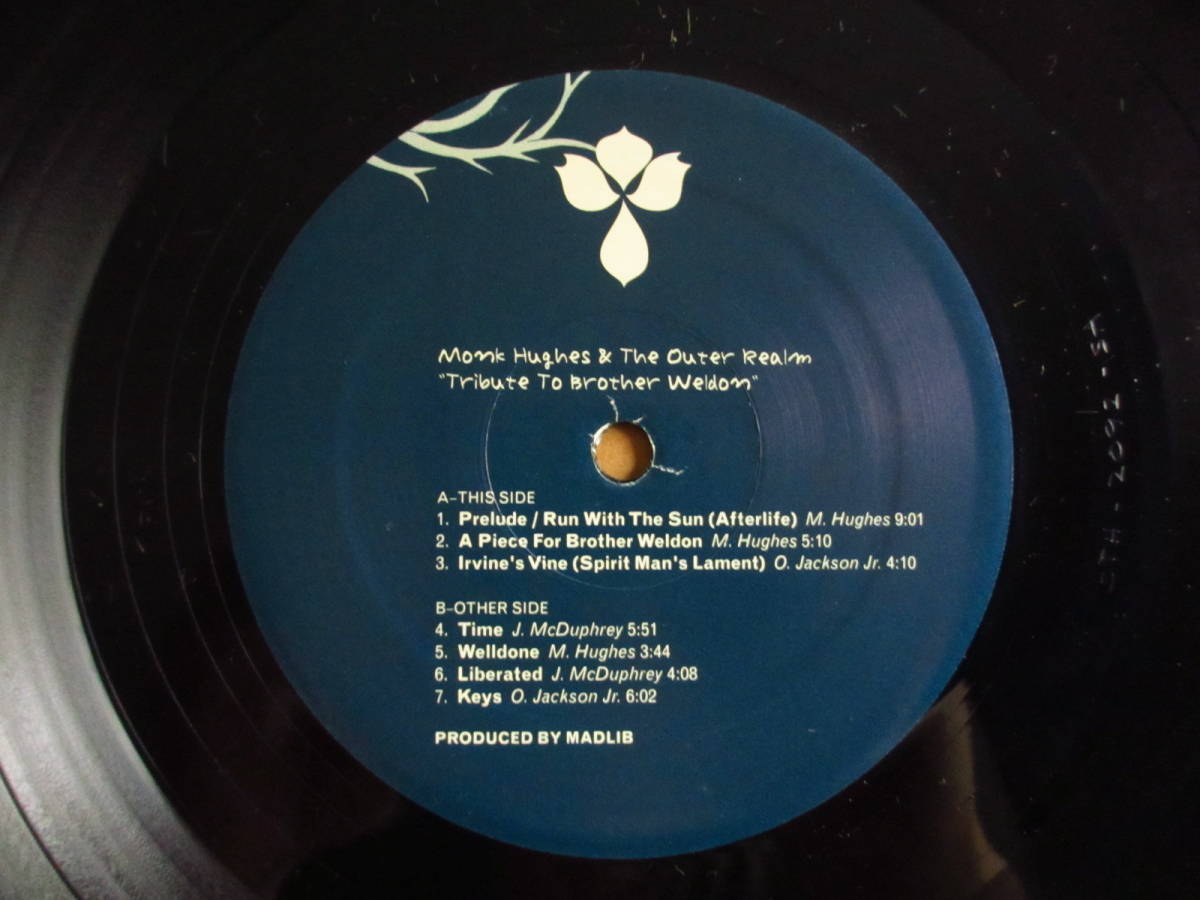 Monk Hughes & The Outer Realm
"Tribute To Brother Weldon"
A–THIS SIDE
1. Prelude / Run With The Sun (Afterlife) M. Hughes 9:01
2. A Piece For Brother Weldon M. Hughes 5:10
3. Irvine's Vine (Spirit Man's Lament) O. Jackson Jr. 4:10
B–OTHER SIDE
4. Time J. McDuphrey 5:51
5. Welldone M. Hughes 3:44
6. Liberated J. McDuphrey 4:08
7. Keys O. Jackson Jr. 6:02
PRODUCED BY MADLIB